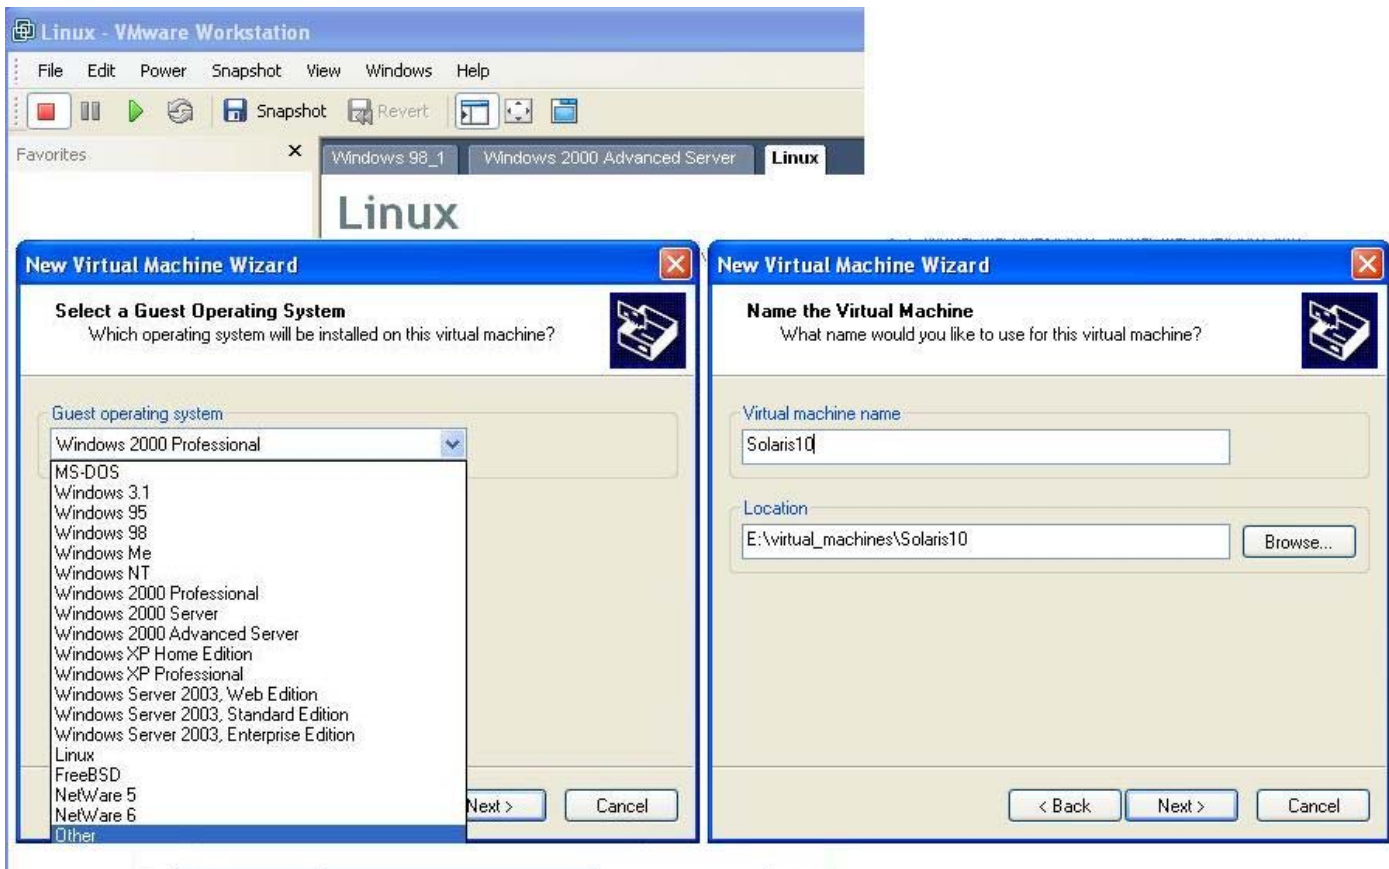 Linux - VMware Workstation
File Edit Power Snapshot View Windows Help
Snapshot Revert
Favorites
Windows 98_1 Windows 2000 Advanced Server Linux
Linux
New Virtual Machine Wizard
Select a Guest Operating System
Which operating system will be installed on this virtual machine?
Guest operating system
Windows 2000 Professional
MS-DOS
Windows 3.1
Windows 95
Windows 98
Windows Me
Windows NT
Windows 2000 Professional
Windows 2000 Server
Windows 2000 Advanced Server
Windows XP Home Edition
Windows XP Professional
Windows Server 2003, Web Edition
Windows Server 2003, Standard Edition
Windows Server 2003, Enterprise Edition
Linux
FreeBSD
NetWare 5
NetWare 6
Other
Next > Cancel
New Virtual Machine Wizard
Name the Virtual Machine
What name would you like to use for this virtual machine?
Virtual machine name
Solaris10
Location
E:\virtual_machines\Solaris10
Browse...
< Back Next > Cancel